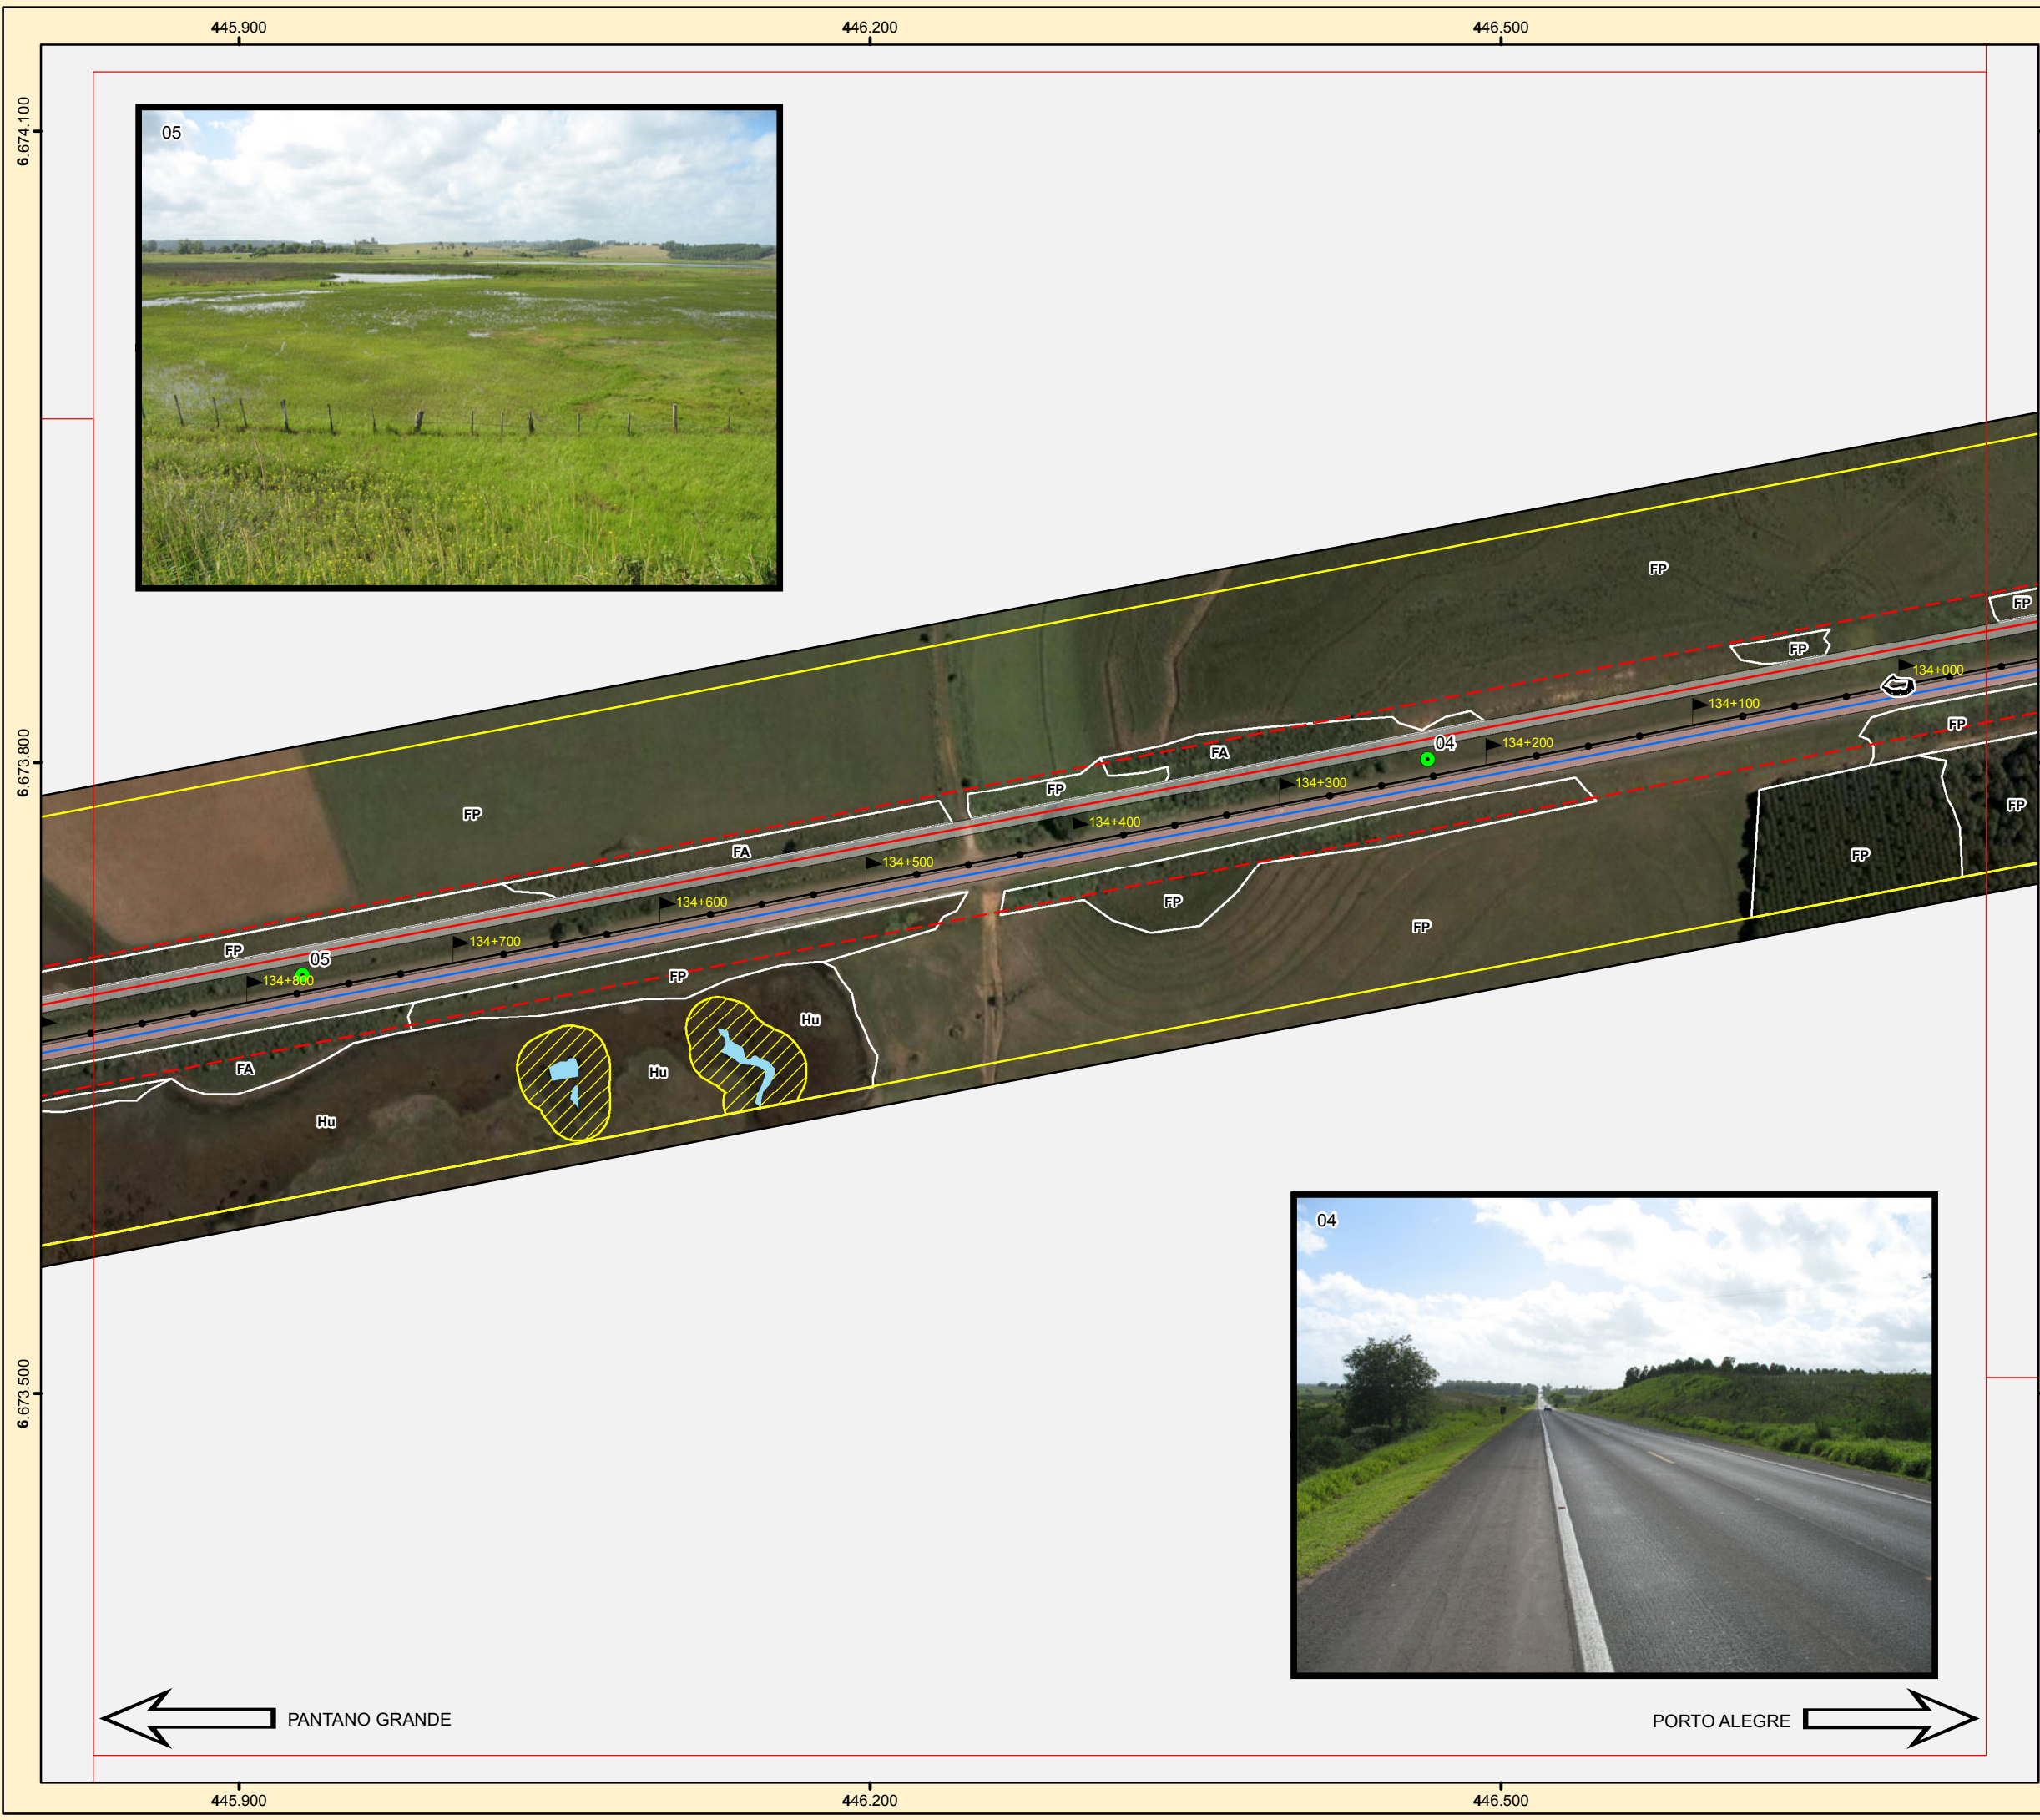 445.900
446.200
446.500
6.674.100
05
FP
FP
FP
134+000
134+100
FP
04
FA
134+200
134+300
FP
FP
FP
FP
134+400
FA
134+500
FP
FP
134+600
134+700
FP
05
134+800
FP
Hu
FA
Hu
Hu
6.673.800
04
6.673.500
PANTANO GRANDE
PORTO ALEGRE
445.900
446.200
446.500